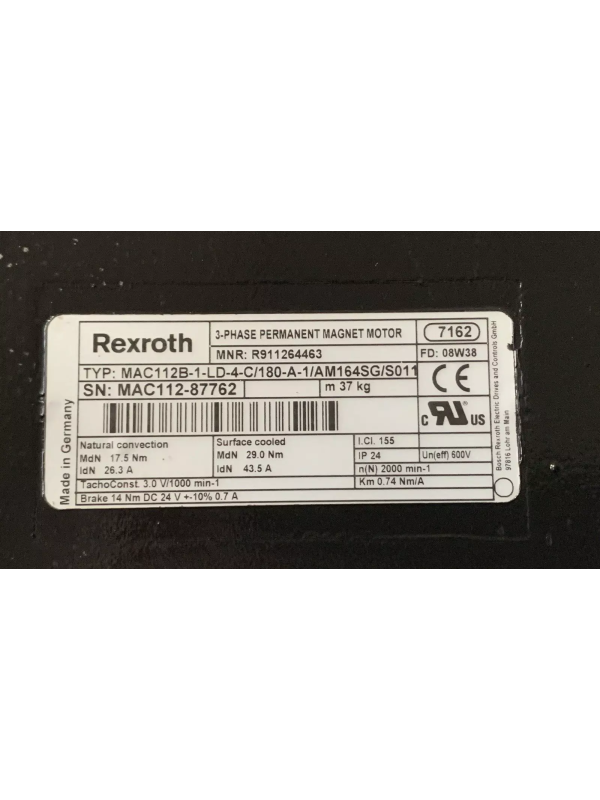 Rexroth
3-PHASE PERMANENT MAGNET MOTOR
7162
MNR: R911264463
FD: 08W38
TYP: MAC112B-1-LD-4-C/180-A-1/AM164SG/S011
SN: MAC112-87762
m 37 kg
CE
c RU US
Natural convection
MdN 17.5 Nm
IdN 26.3 A
Surface cooled
MdN 29.0 Nm
IdN 43.5 A
I.Cl. 155
IP 24
Un(eff) 600V
n(N) 2000 min-1
TachoConst. 3.0 V/1000 min-1
Km 0.74 Nm/A
Brake 14 Nm DC 24 V +-10% 0.7 A
Made in Germany
Bosch Rexroth Electric Drives and Controls GmbH
97816 Lohr am Main